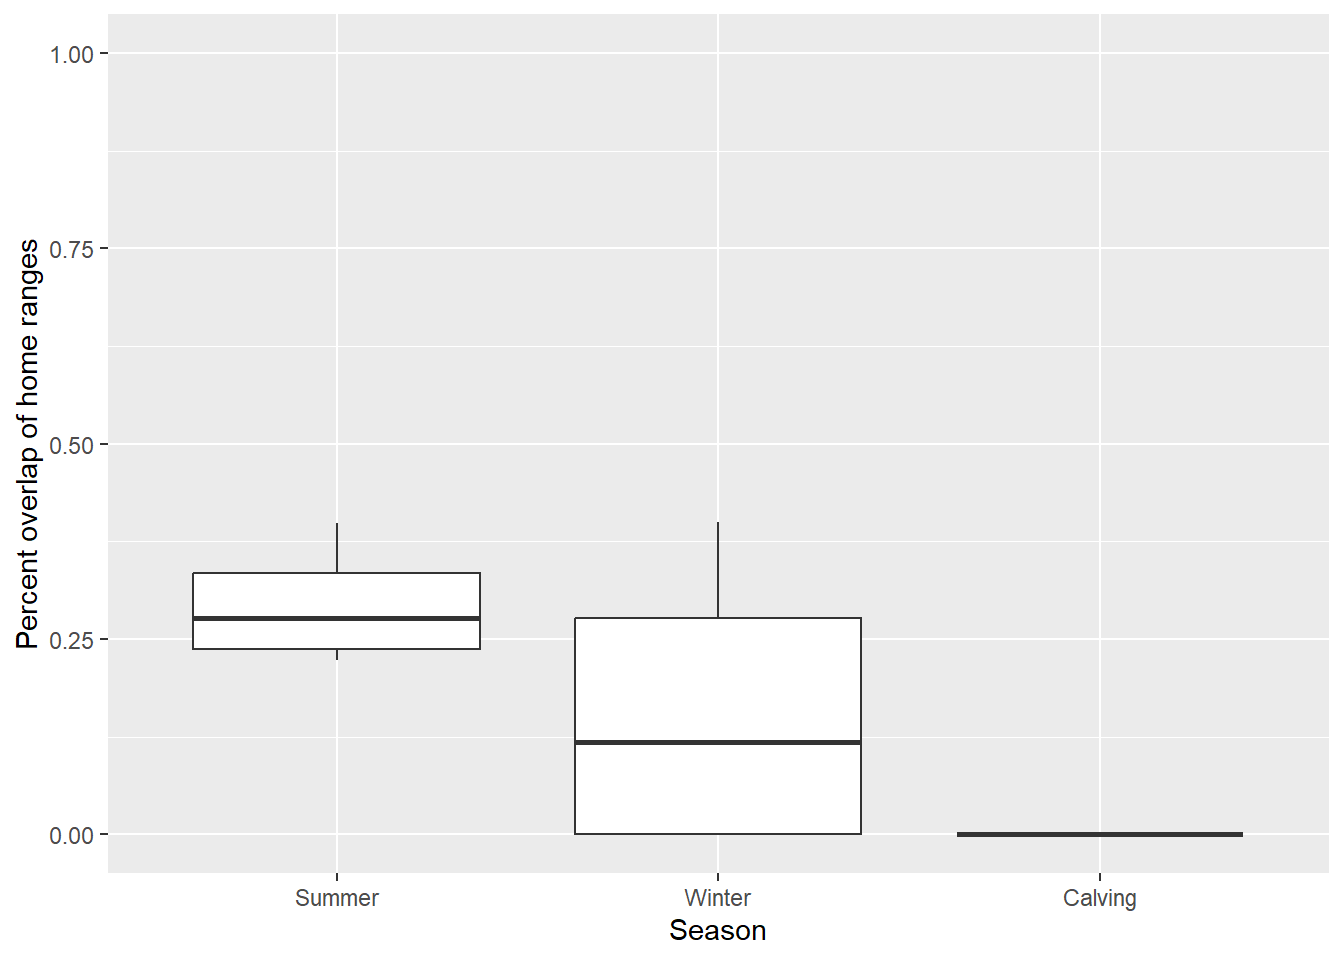 1.00
0.75
0.50
0.25
0.00
Percent overlap of home ranges
Summer
Winter
Calving
Season